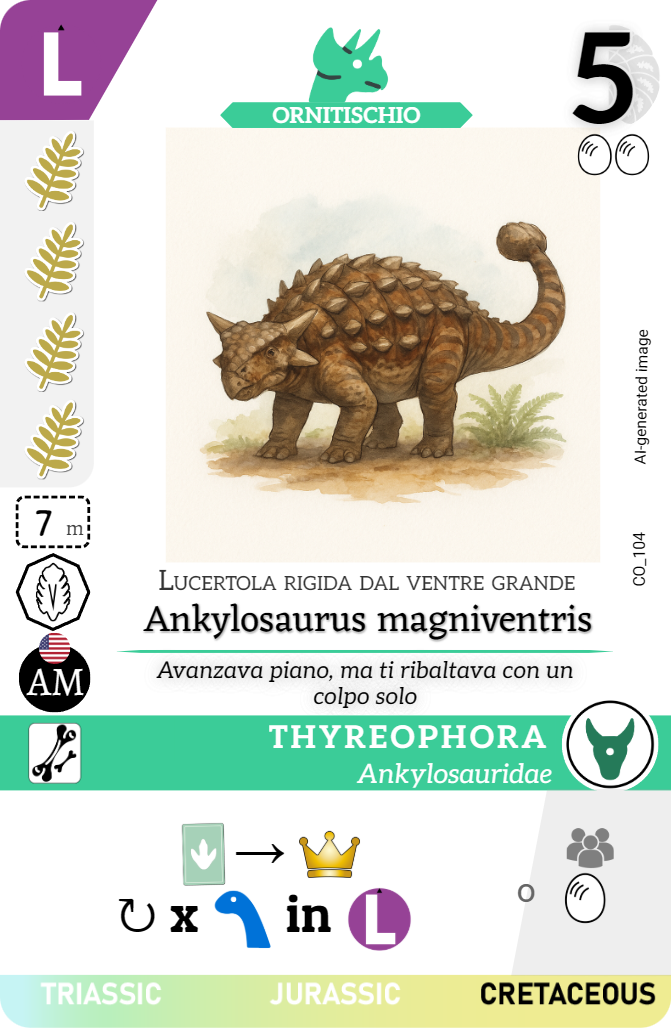 L
5
ORNITISCHIO
7 m
AM
AI-generated image
CO_104
Lucertola rigida dal ventre grande
Ankylosaurus magniventris
Avanzava piano, ma ti ribaltava con un
colpo solo
THYREOPHORA
Ankylosauridae
→
↻ x in L
o
TRIASSIC JURASSIC CRETACEOUS